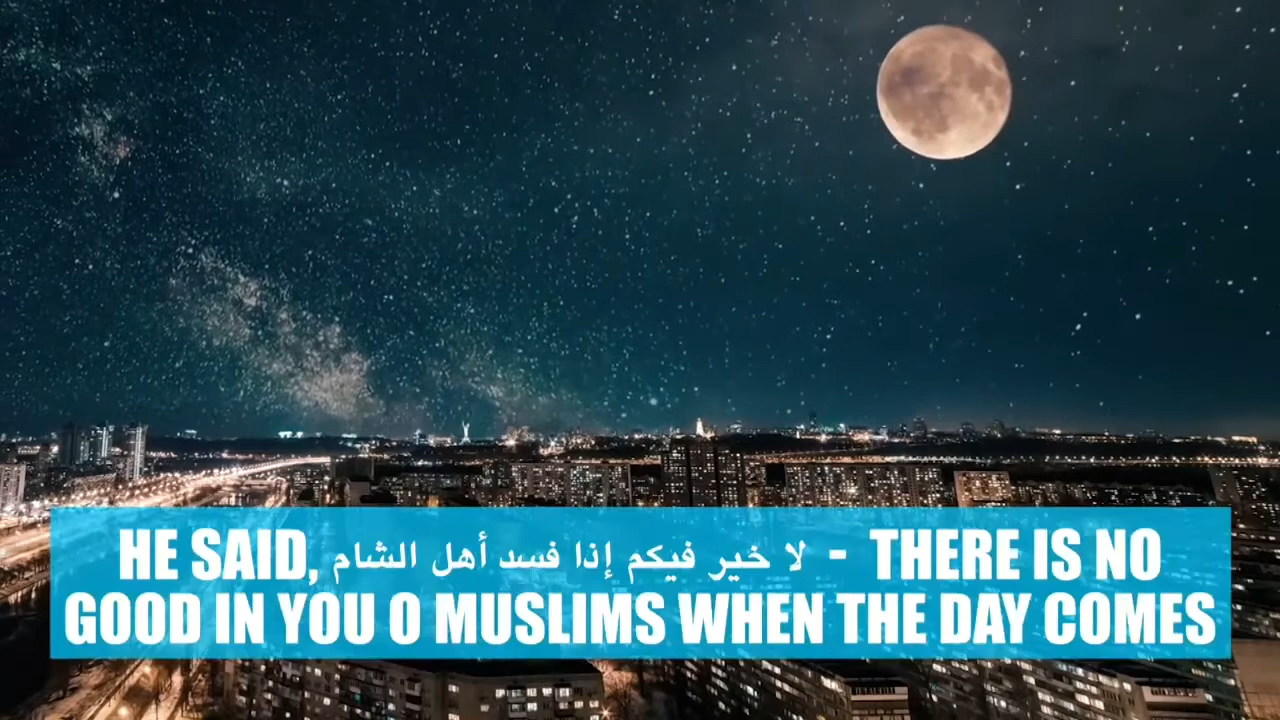 HE SAID, لا خير فيكم إذا فسد أهل الشام - THERE IS NO
GOOD IN YOU O MUSLIMS WHEN THE DAY COMES